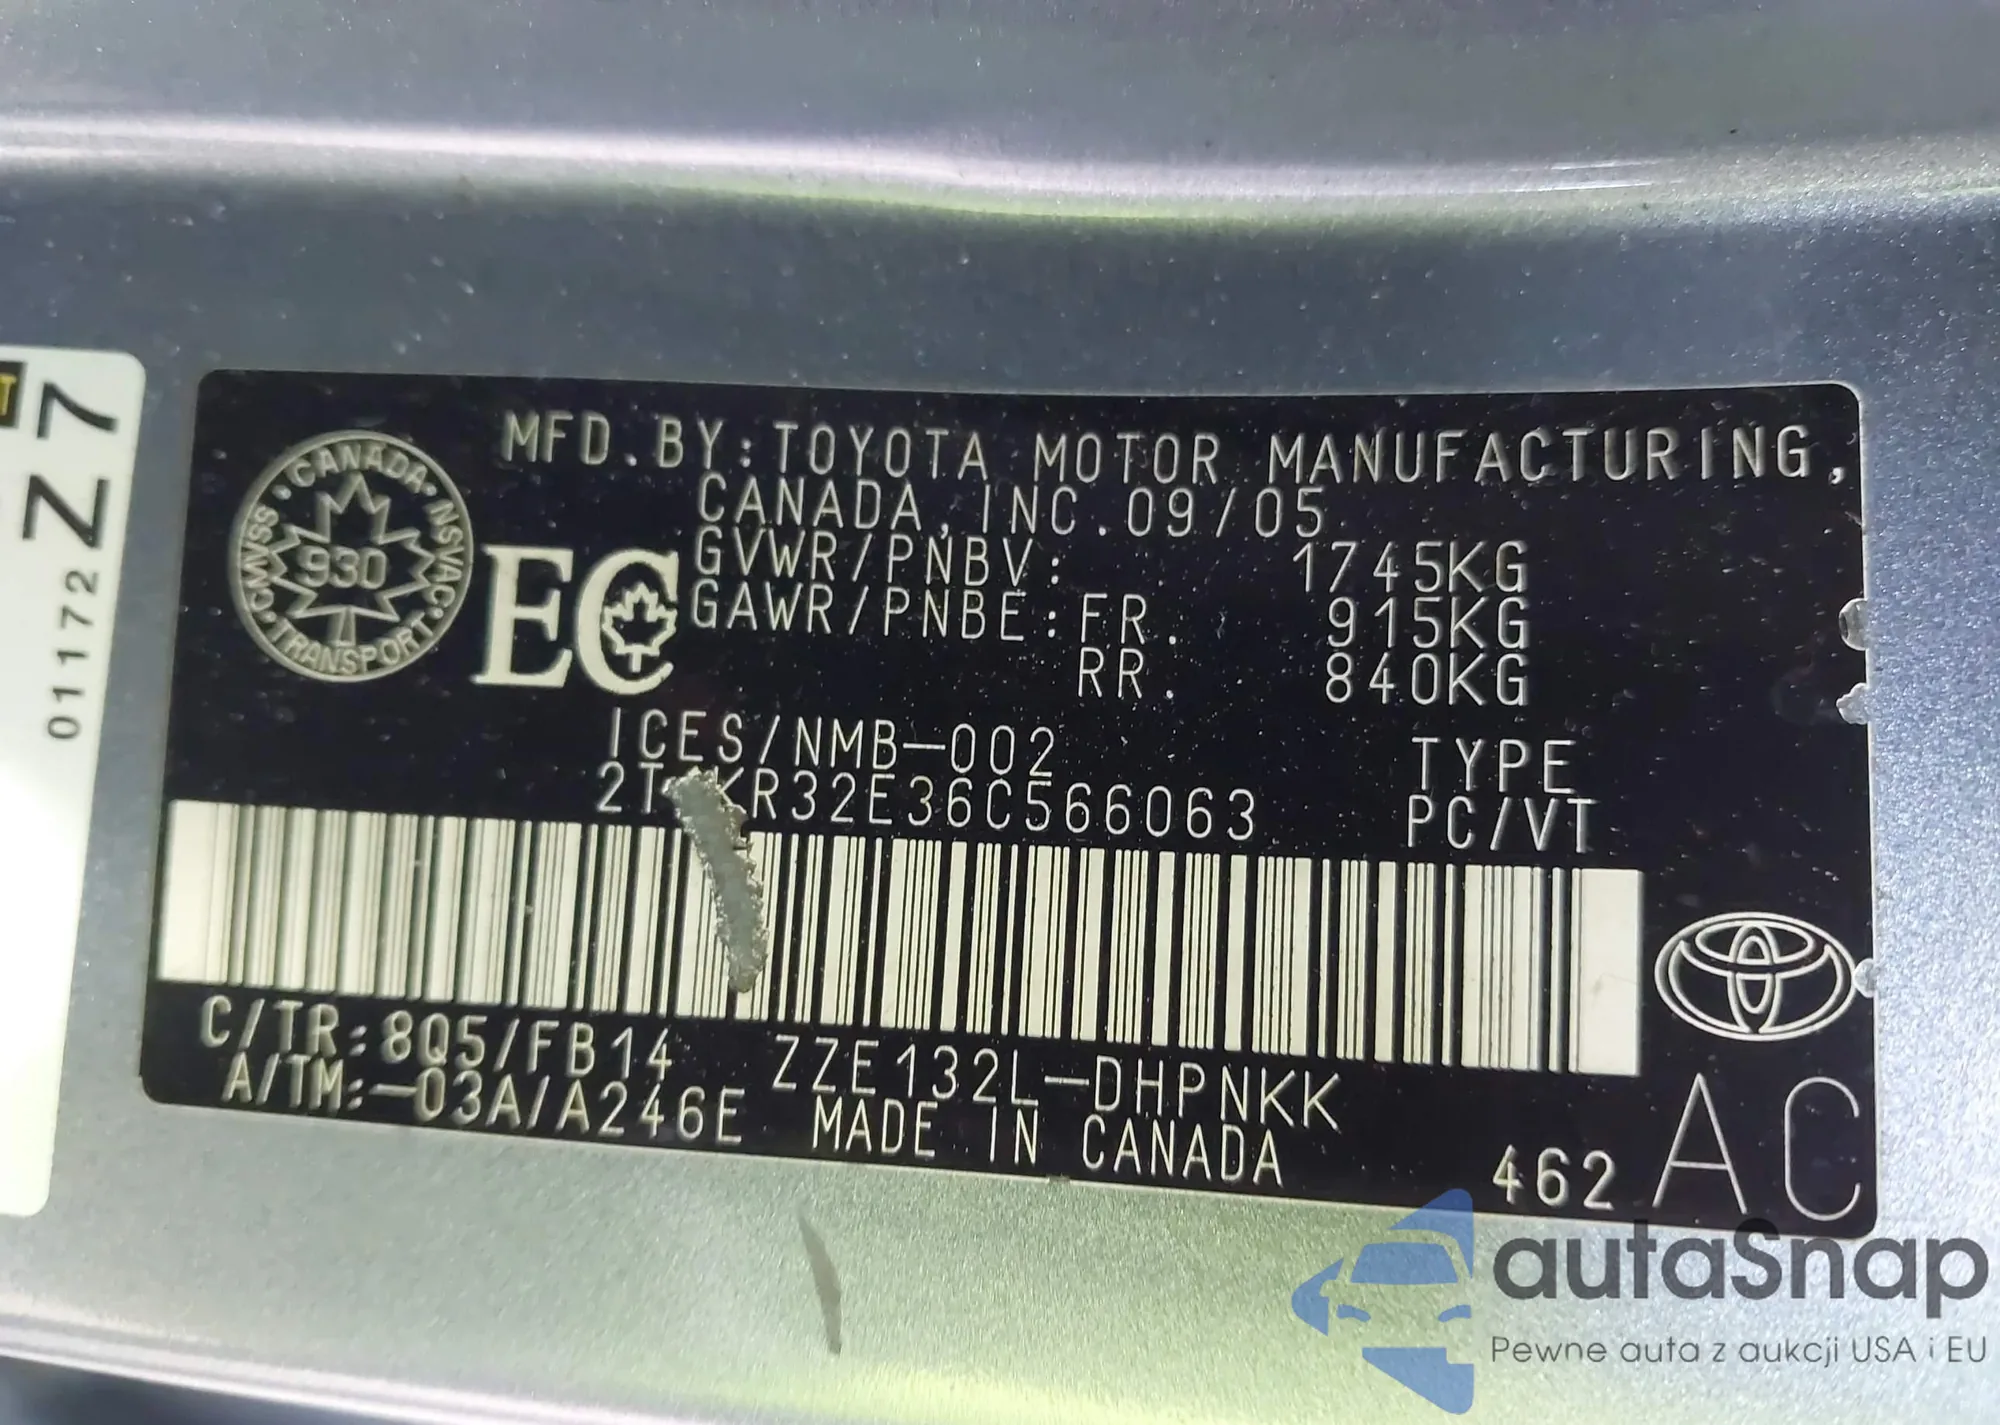 Z7
01172
CANADA · NSVAC · TRANSPORT · CMVSS
930
EC
MFD.BY:TOYOTA MOTOR MANUFACTURING,
CANADA,INC.09/05
GVWR/PNBV: 1745KG
GAWR/PNBE:FR. 915KG
RR. 840KG
ICES/NMB-002 TYPE
KR32E36C566063 PC/VT
C/TR:8Q5/FB14 ZZE132L-DHPNKK
A/TM:-03A/A246E MADE IN CANADA
462 AC
autaSnap
Pewne auta z aukcji USA i EU